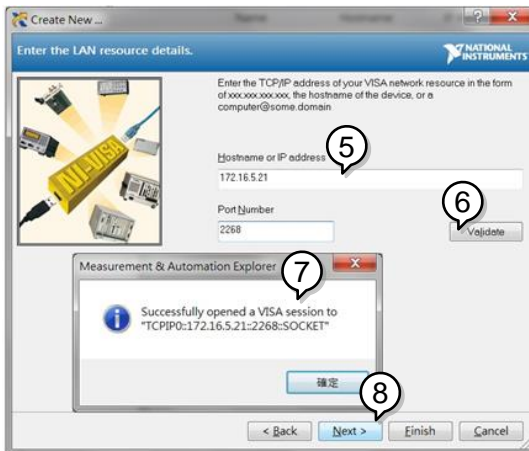 Create New ...
Enter the LAN resource details.
NATIONAL
INSTRUMENTS
Enter the TCP/IP address of your VISA network resource in the form
of xxx.xxx.xxx.xxx, the hostname of the device, or a
computer@some.domain
NI-VISA
Hostname or IP address
5
172.16.5.21
Port Number
6
2268
Validate
Measurement & Automation Explorer
7
Successfully opened a VISA session to
"TCPIP0::172.16.5.21::2268::SOCKET"
確定
8
< Back
Next >
Finish
Cancel